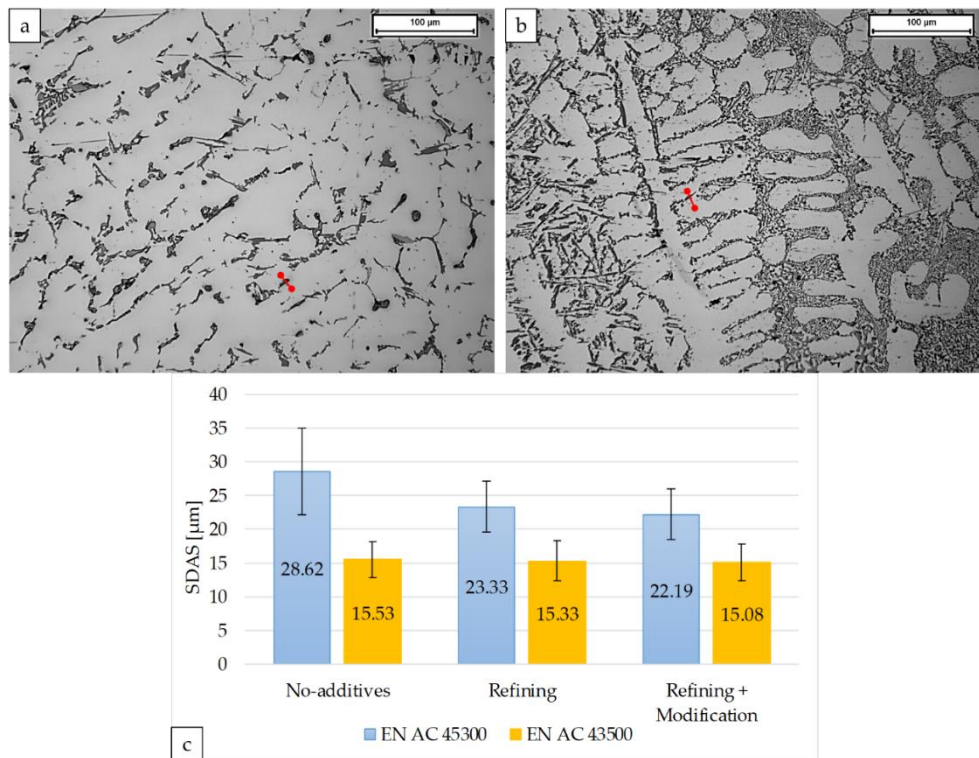 a
100 µm
b
100 µm
40
35
30
25
20
15
10
5
0
SDAS [µm]
28.62
15.53
23.33
15.33
22.19
15.08
No-additives
Refining
Refining +
Modification
EN AC 45300
EN AC 43500
c